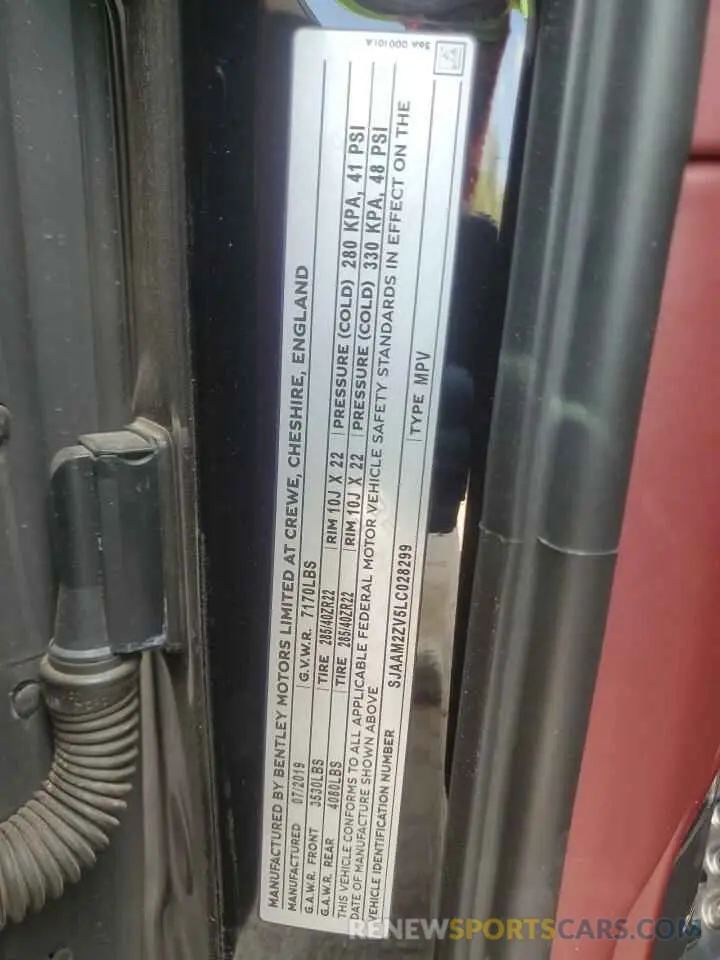 MANUFACTURED BY BENTLEY MOTORS LIMITED AT CREWE, CHESHIRE, ENGLAND
MANUFACTURED 07/2019 G.V.W.R. 7170LBS
G.A.W.R. FRONT 3530LBS TIRE 285/40ZR22 RIM 10J X 22 PRESSURE (COLD) 280 KPA, 41 PSI
G.A.W.R. REAR 4080LBS TIRE 285/40ZR22 RIM 10J X 22 PRESSURE (COLD) 330 KPA, 48 PSI
THIS VEHICLE CONFORMS TO ALL APPLICABLE FEDERAL MOTOR VEHICLE SAFETY STANDARDS IN EFFECT ON THE
DATE OF MANUFACTURE SHOWN ABOVE
VEHICLE IDENTIFICATION NUMBER SJAAM2ZV5LC028299 TYPE MPV
36A 000101A
RENEWSPORTSCARS.COM